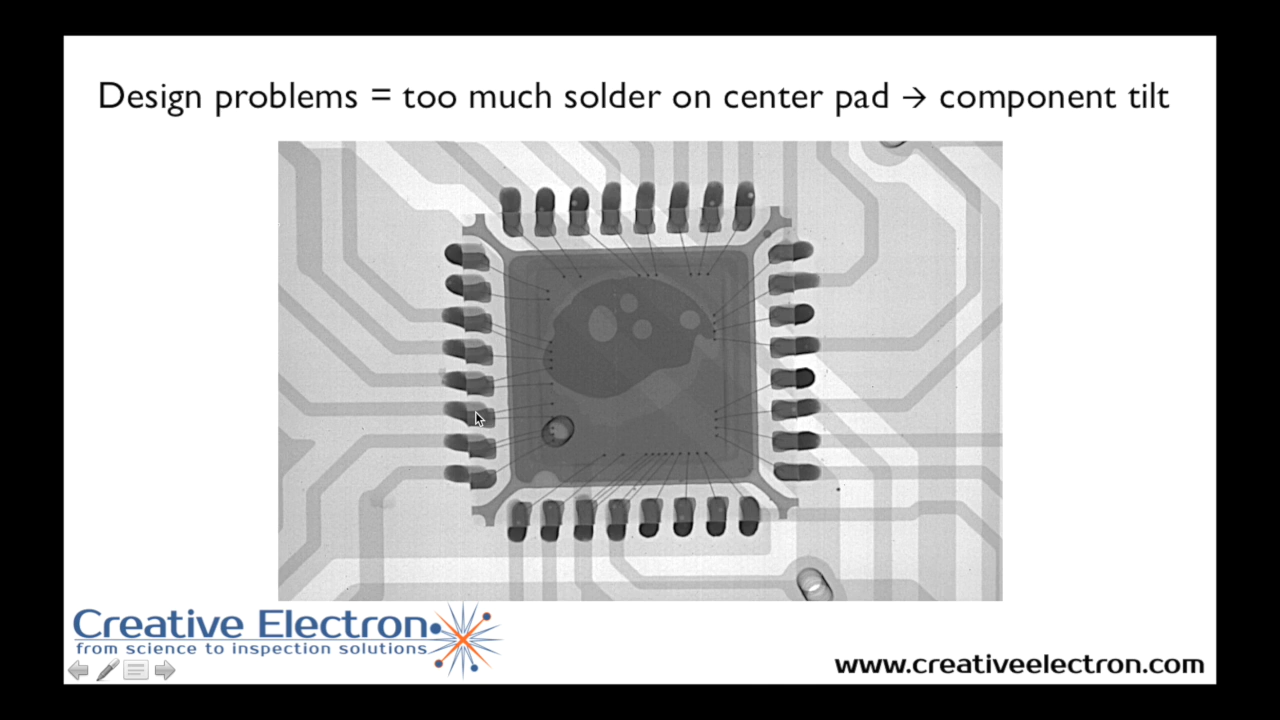 Design problems = too much solder on center pad → component tilt
Creative Electron
from science to inspection solutions
www.creativeelectron.com